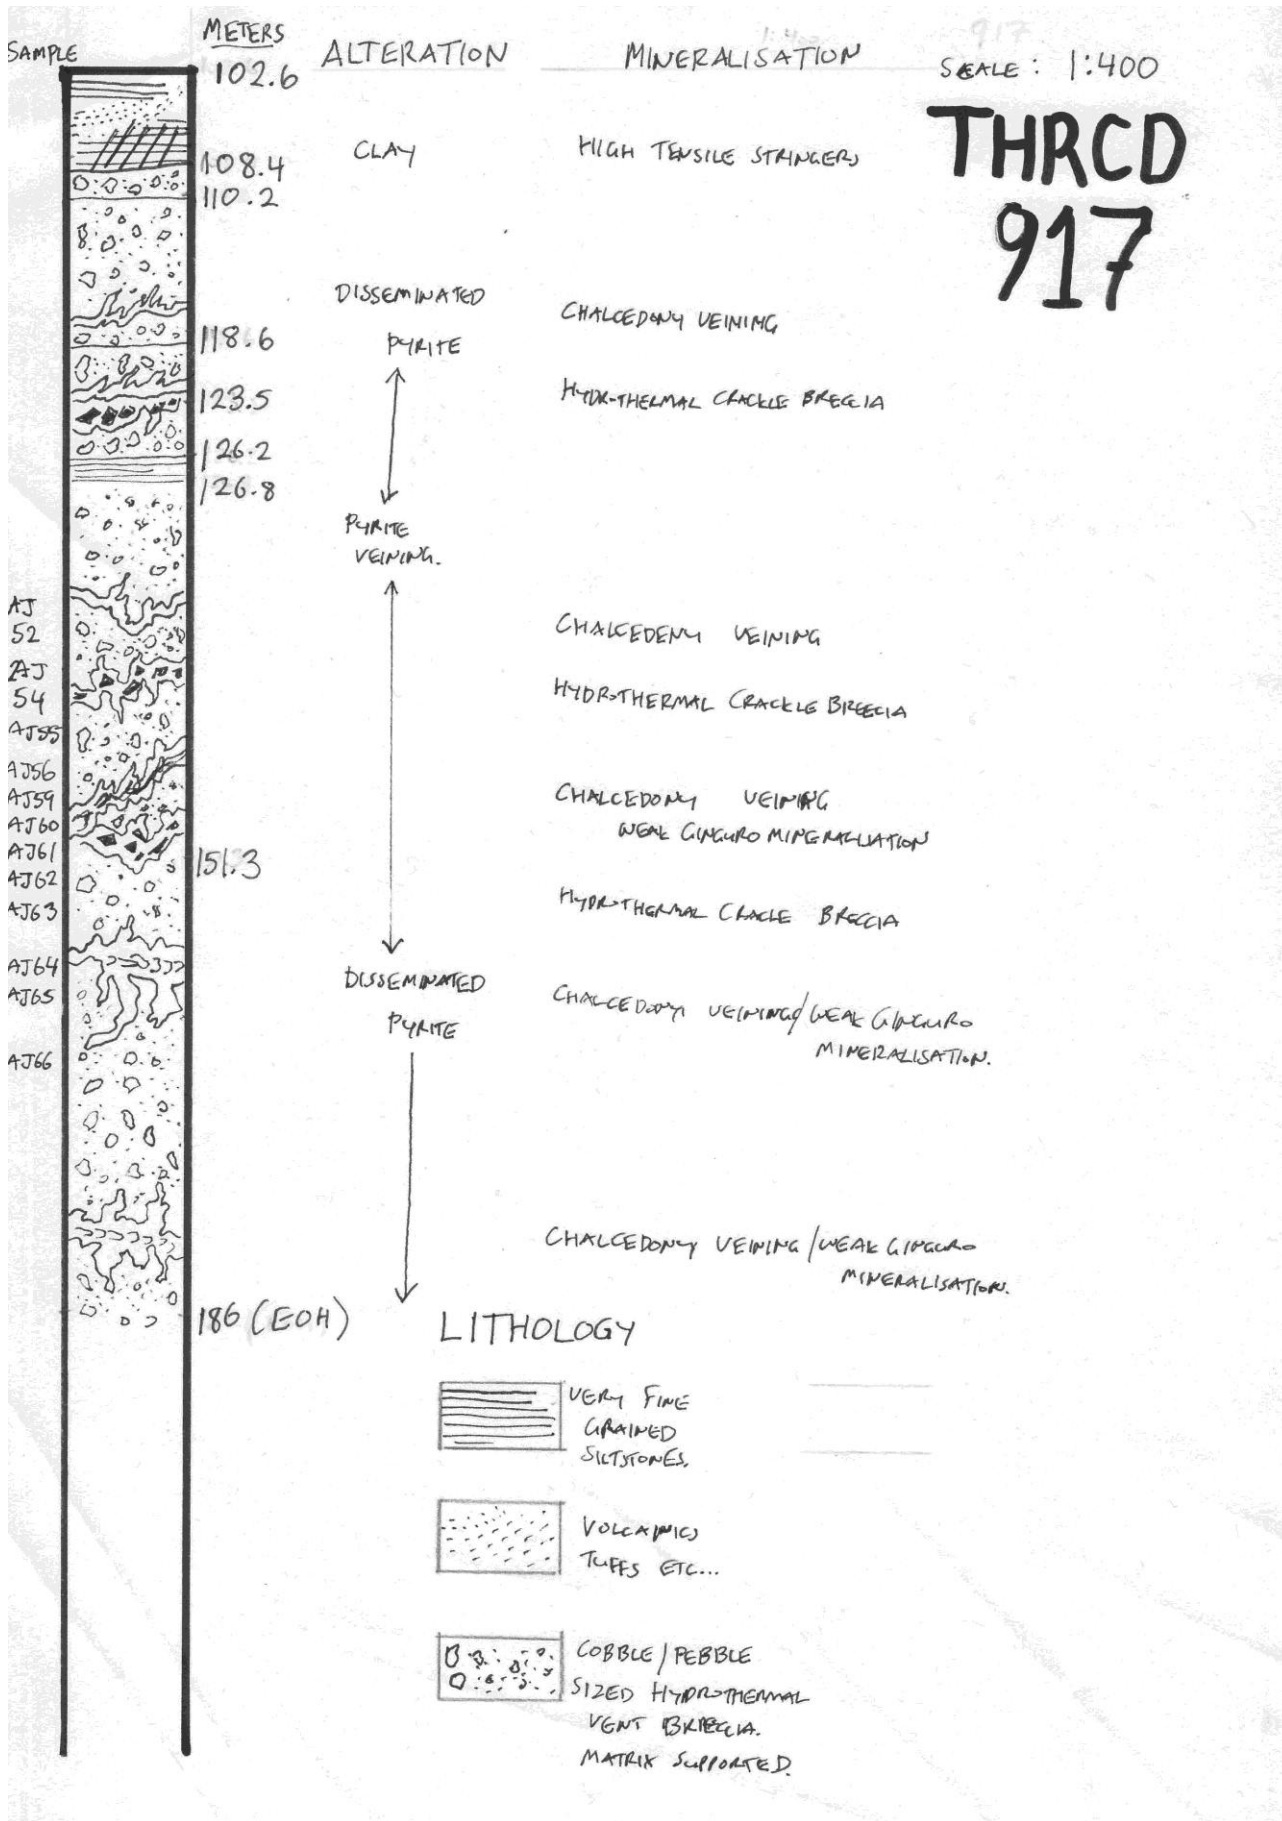 SAMPLE
METERS
ALTERATION
MINERALISATION
SCALE: 1:400
THRCD
917
102.6
108.4
CLAY
HIGH TENSILE STRINGERS
110.2
DISSEMINATED
PYRITE
CHALCEDONY VEINING
118.6
HYDROTHERMAL CRACKLE BRECCIA
123.5
126.2
126.8
PYRITE
VEINING.
AJ
52
CHALCEDENY VEINING
AJ
54
HYDROTHERMAL CRACKLE BRECCIA
AJ55
AJ56
AJ59
CHALCEDONY VEINING
WEAK GINGURO
AJ60
AJ61
151.3
AJ62
AJ63
HYDROTHERMAL CRACLE BRECCIA
AJ64
DISSEMINATED
PYRITE
AJ65
CHALCEDONY VEINING/WEAK GINGURO
MINERALISATION.
AJ66
CHALCEDONY VEINING/WEAK GINGURO
MINERALISATION.
186 (EOH)
LITHOLOGY
VERY FINE
GRAINED
SILTSTONES.
VOLCANICS
TUFFS ETC...
COBBLE/PEBBLE
SIZED HYDROTHERMAL
VENT BRECCIA.
MATRIX SUPPORTED.